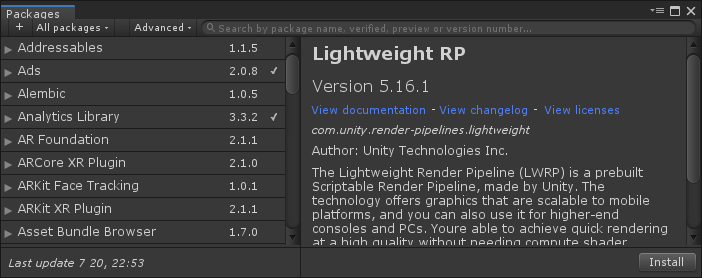 Packages
+ All packages Advanced Search by package name, verified, preview or version number...
Addressables 1.1.5
Ads 2.0.8 ✓
Alembic 1.0.5
Analytics Library 3.3.2 ✓
AR Foundation 2.1.1
ARCore XR Plugin 2.1.0
ARKit Face Tracking 1.0.1
ARKit XR Plugin 2.1.1
Asset Bundle Browser 1.7.0
Last update 7 20, 22:53
Lightweight RP
Version 5.16.1
View documentation - View changelog - View licenses
com.unity.render-pipelines.lightweight
Author: Unity Technologies Inc.
The Lightweight Render Pipeline (LWRP) is a prebuilt
Scriptable Render Pipeline, made by Unity. The
technology offers graphics that are scalable to mobile
platforms, and you can also use it for higher-end
consoles and PCs. Youre able to achieve quick rendering
at a high quality without needing compute shader
Install